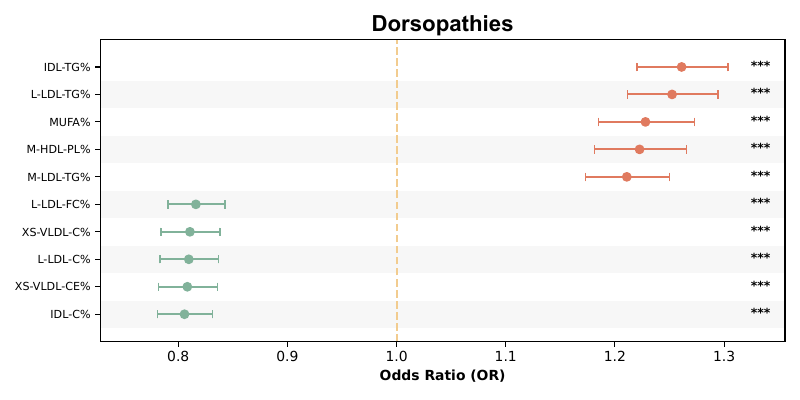 Dorsopathies
IDL-TG% ***
L-LDL-TG% ***
MUFA% ***
M-HDL-PL% ***
M-LDL-TG% ***
L-LDL-FC% ***
XS-VLDL-C% ***
L-LDL-C% ***
XS-VLDL-CE% ***
IDL-C% ***
0.8 0.9 1.0 1.1 1.2 1.3
Odds Ratio (OR)